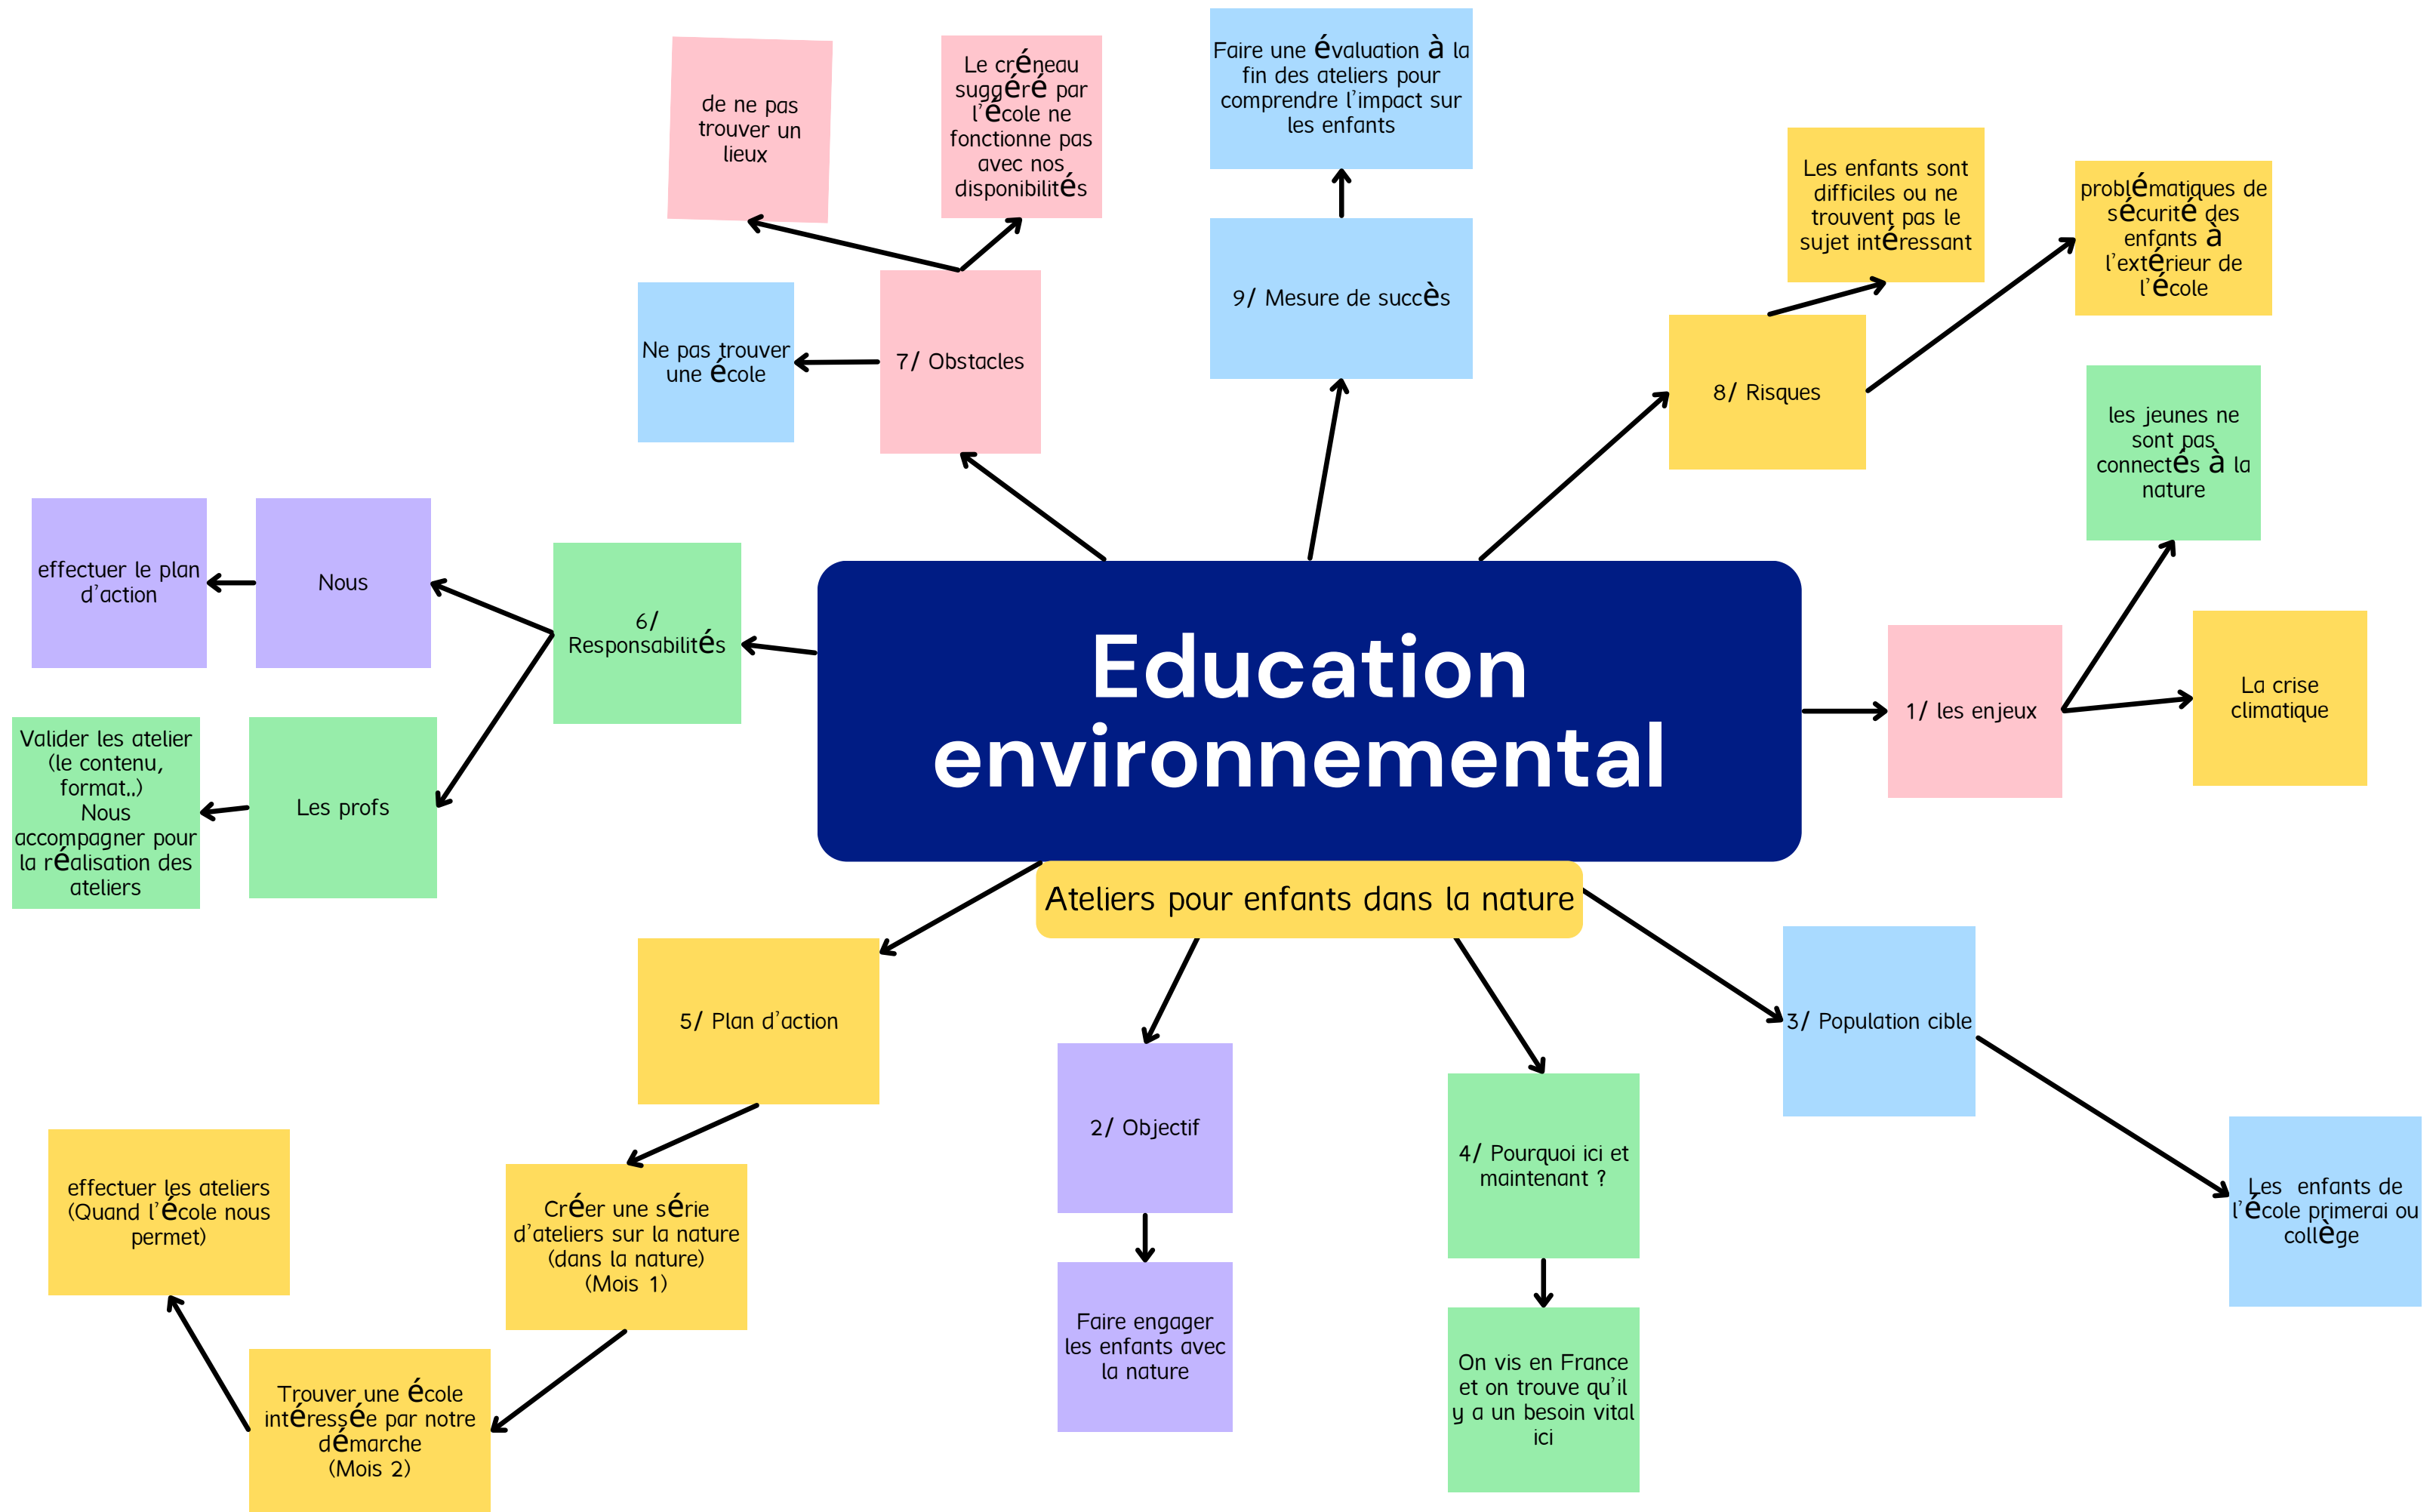 Faire une évaluation à la
fin des ateliers pour
comprendre l'impact sur
les enfants
de ne pas
trouver un
lieux
Le créneau
suggéré par
l'école ne
fonctionne pas
avec nos
disponibilités
Les enfants sont
difficiles ou ne
trouvent pas le
sujet intéressant
problématiques de
sécurité des
enfants à
l'extérieur de
l'école
Ne pas trouver
une école
7/ Obstacles
9/ Mesure de succès
8/ Risques
les jeunes ne
sont pas
connectés à la
nature
effectuer le plan
d'action
Nous
6/
Responsabilités
Education
environnemental
1/ les enjeux
La crise
climatique
Valider les atelier
(le contenu,
format..)
Nous
accompagner pour
la réalisation des
ateliers
Les profs
Ateliers pour enfants dans la nature
5/ Plan d'action
2/ Objectif
4/ Pourquoi ici et
maintenant ?
3/ Population cible
effectuer les ateliers
(Quand l'école nous
permet)
Créer une série
d'ateliers sur la nature
(dans la nature)
(Mois 1)
Les  enfants de
l'école primerai ou
collège
Faire engager
les enfants avec
la nature
On vis en France
et on trouve qu'il
y a un besoin vital
ici
Trouver une école
intéressée par notre
démarche
(Mois 2)